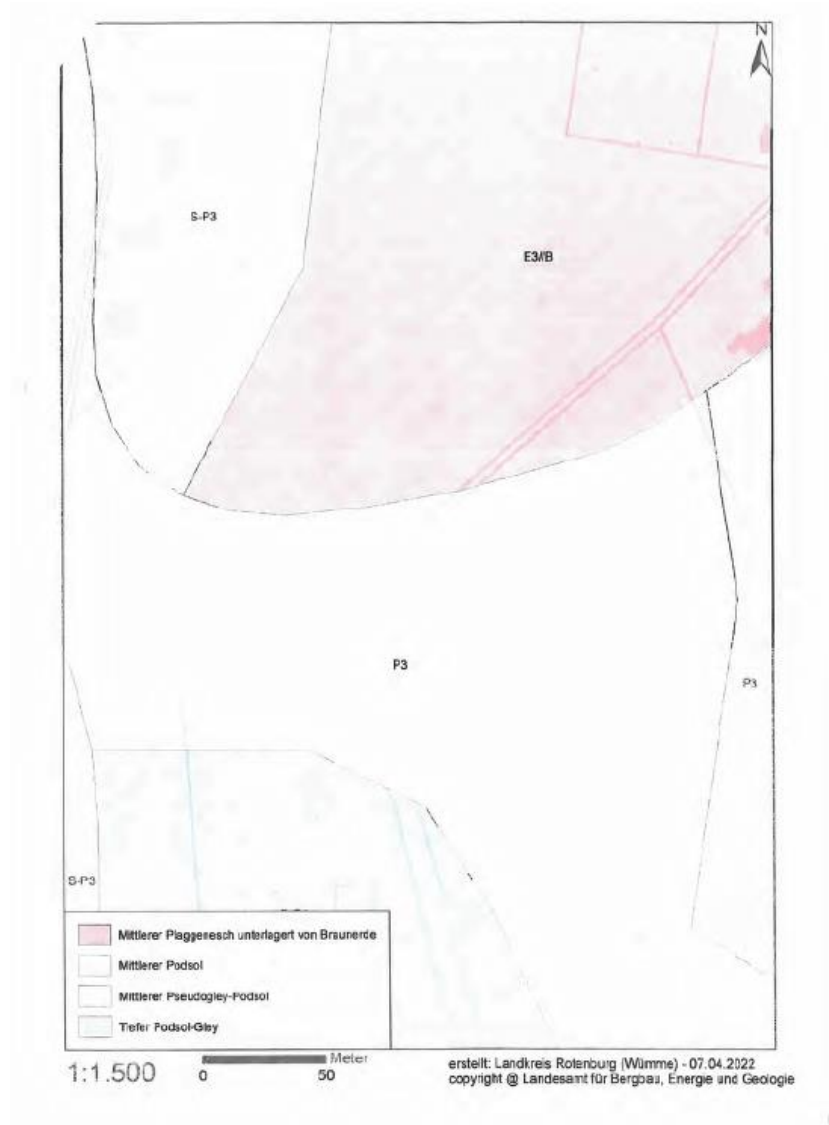 N
S-P3
E3//B
P3
P3
S-P3
Mittlerer Plaggenesch unterlagert von Braunerde
Mittlerer Podsol
Mittlerer Pseudogley-Podsol
Tiefer Podsol-Gley
1:1.500
0 50 Meter
erstellt: Landkreis Rotenburg (Wümme) - 07.04.2022
copyright @ Landesamt für Bergbau, Energie und Geologie